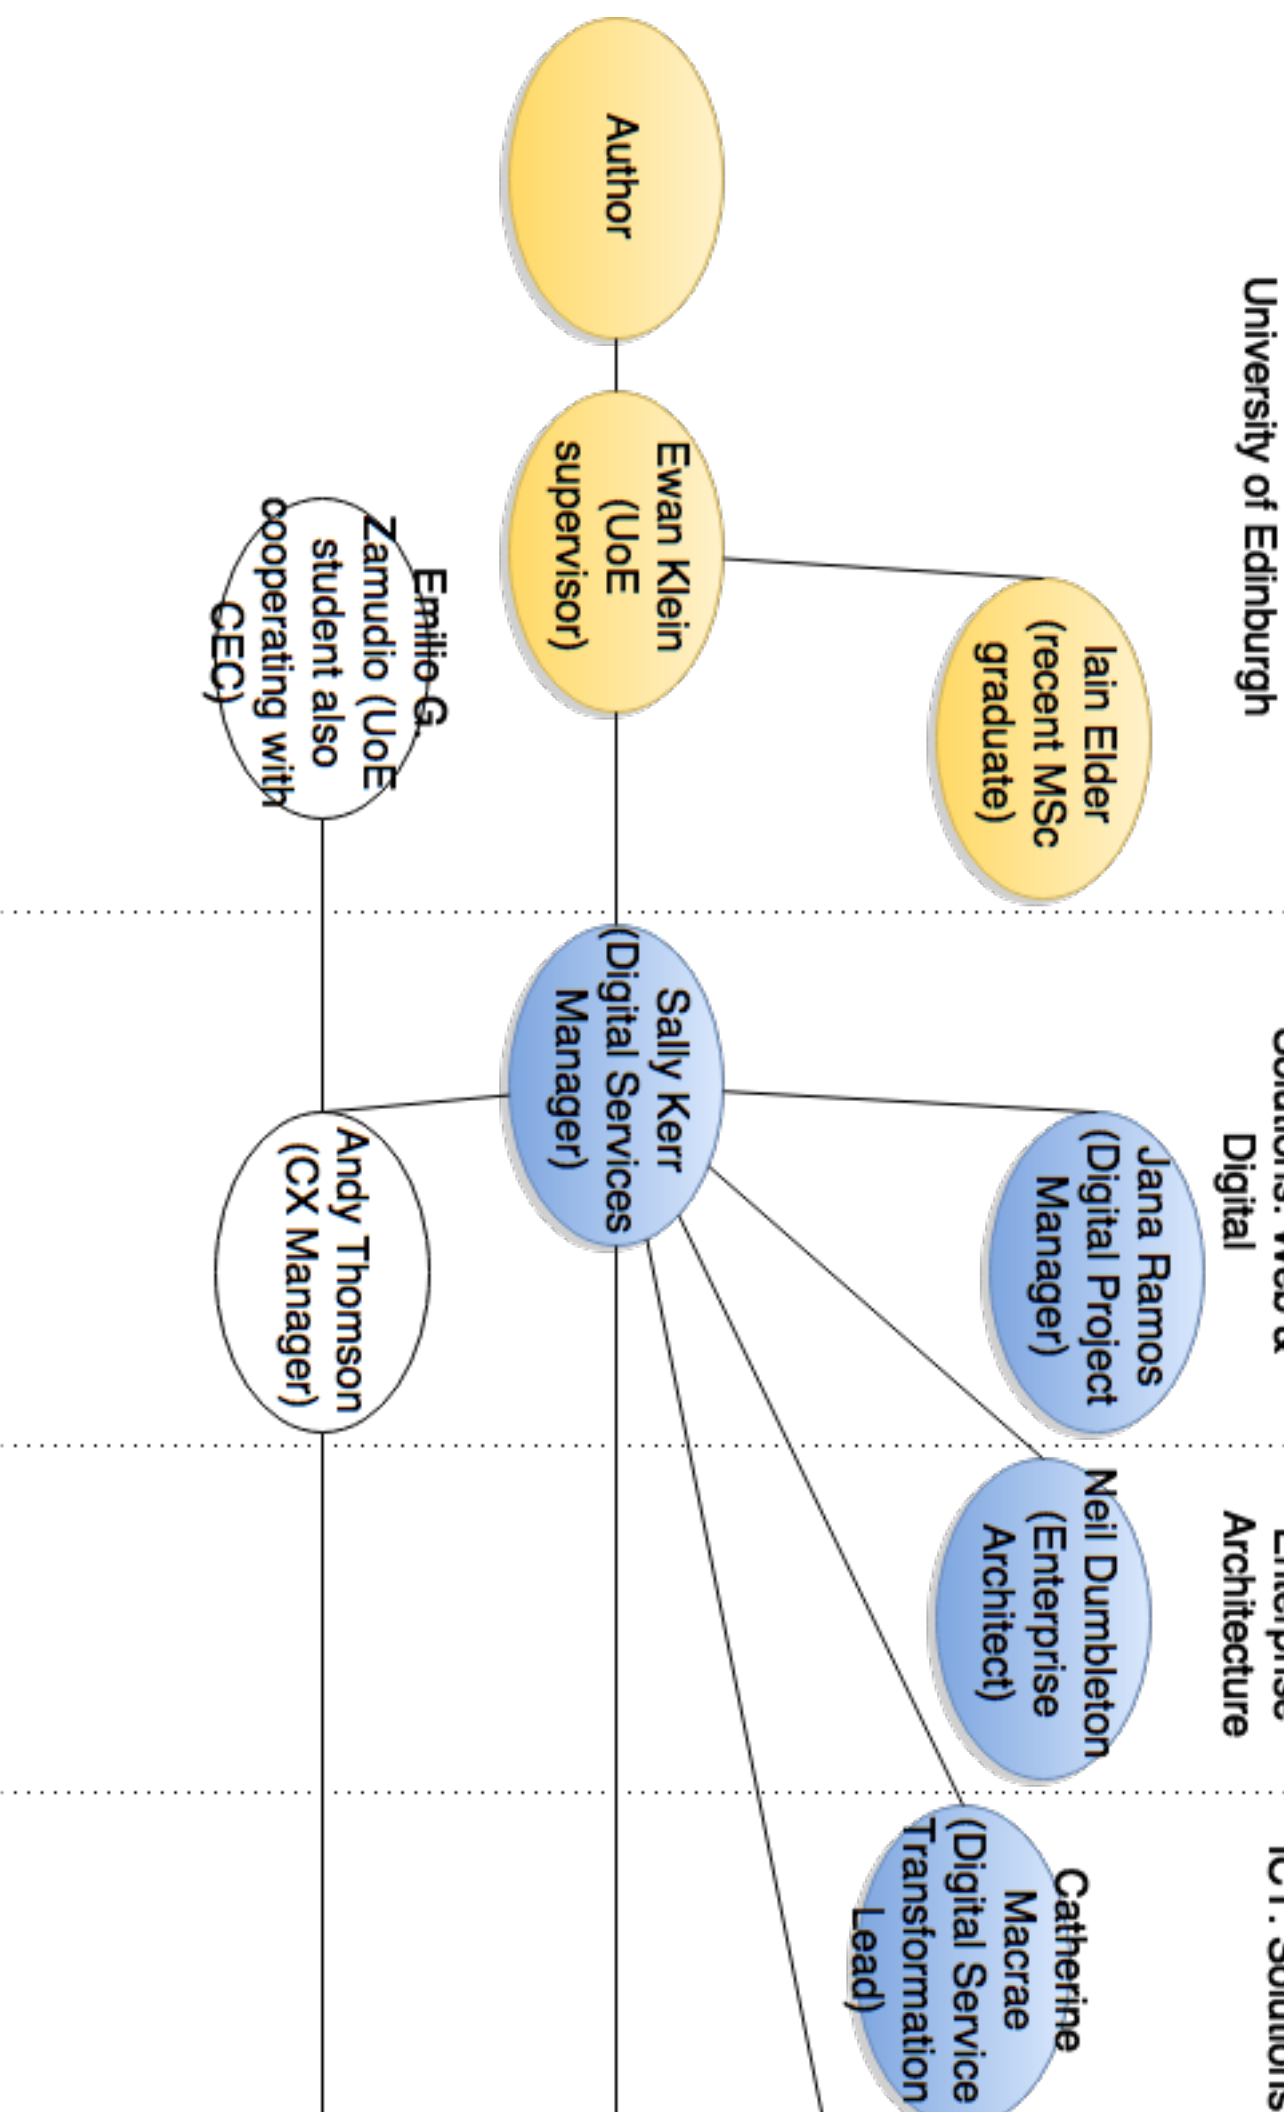 University of Edinburgh
Digital
Architecture
Iain Elder
(recent MSc
graduate)
Jana Ramos
(Digital Project
Manager)
Neil Dumbleton
(Enterprise
Architect)
Catherine
Macrae
(Digital Service
Transformation
Lead)
Author
Ewan Klein
(UoE
supervisor)
Sally Kerr
(Digital Services
Manager)
Emilio G.
Zamudio (UoE
student also
cooperating with
CEC)
Andy Thomson
(CX Manager)